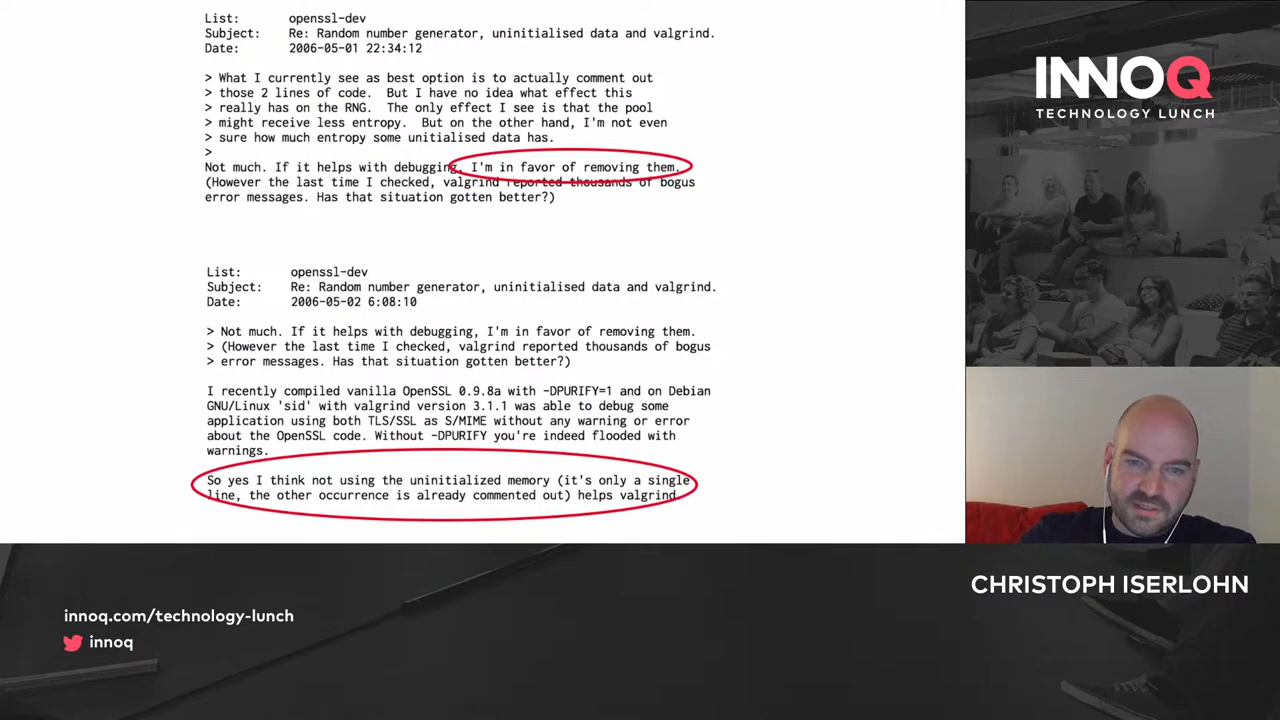 List: openssl-dev
Subject: Re: Random number generator, uninitialised data and valgrind.
Date: 2006-05-01 22:34:12
> What I currently see as best option is to actually comment out
> those 2 lines of code. But I have no idea what effect this
> really has on the RNG. The only effect I see is that the pool
> might receive less entropy. But on the other hand, I'm not even
> sure how much entropy some unitialised data has.
>
Not much. If it helps with debugging, I'm in favor of removing them.
(However the last time I checked, valgrind reported thousands of bogus
error messages. Has that situation gotten better?)
List: openssl-dev
Subject: Re: Random number generator, uninitialised data and valgrind.
Date: 2006-05-02 6:08:10
> Not much. If it helps with debugging, I'm in favor of removing them.
> (However the last time I checked, valgrind reported thousands of bogus
> error messages. Has that situation gotten better?)
I recently compiled vanilla OpenSSL 0.9.8a with -DPURIFY=1 and on Debian
GNU/Linux 'sid' with valgrind version 3.1.1 was able to debug some
application using both TLS/SSL as S/MIME without any warning or error
about the OpenSSL code. Without -DPURIFY you're indeed flooded with
warnings.
So yes I think not using the uninitialized memory (it's only a single
line, the other occurrence is already commented out) helps valgrind.
INNOQ
TECHNOLOGY LUNCH
CHRISTOPH ISERLOHN
innoq.com/technology-lunch
innoq